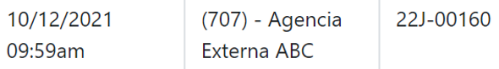 10/12/2021 (707) - Agencia 22J-00160
09:59am Externa ABC